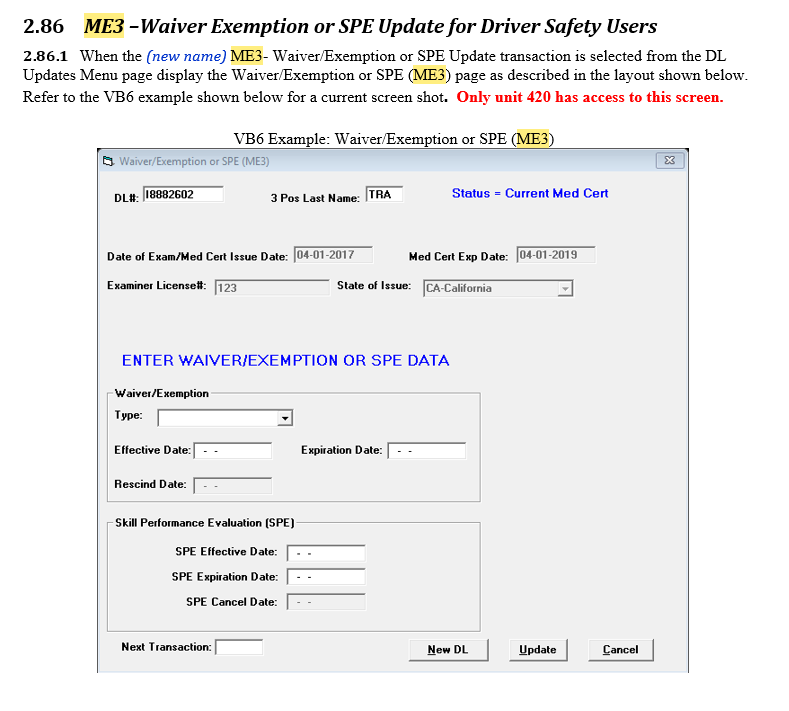 2.86 ME3 –Waiver Exemption or SPE Update for Driver Safety Users
2.86.1 When the (new name) ME3- Waiver/Exemption or SPE Update transaction is selected from the DL
Updates Menu page display the Waiver/Exemption or SPE (ME3) page as described in the layout shown below.
Refer to the VB6 example shown below for a current screen shot. Only unit 420 has access to this screen.
VB6 Example: Waiver/Exemption or SPE (ME3)
Waiver/Exemption or SPE (ME3)
DL#: I8882602 3 Pos Last Name: TRA Status = Current Med Cert
Date of Exam/Med Cert Issue Date: 04-01-2017 Med Cert Exp Date: 04-01-2019
Examiner License#: 123 State of Issue: CA-California
ENTER WAIVER/EXEMPTION OR SPE DATA
Waiver/Exemption
Type:
Effective Date: - - Expiration Date: - -
Rescind Date: - -
Skill Performance Evaluation (SPE)
SPE Effective Date: - -
SPE Expiration Date: - -
SPE Cancel Date: - -
Next Transaction: New DL Update Cancel